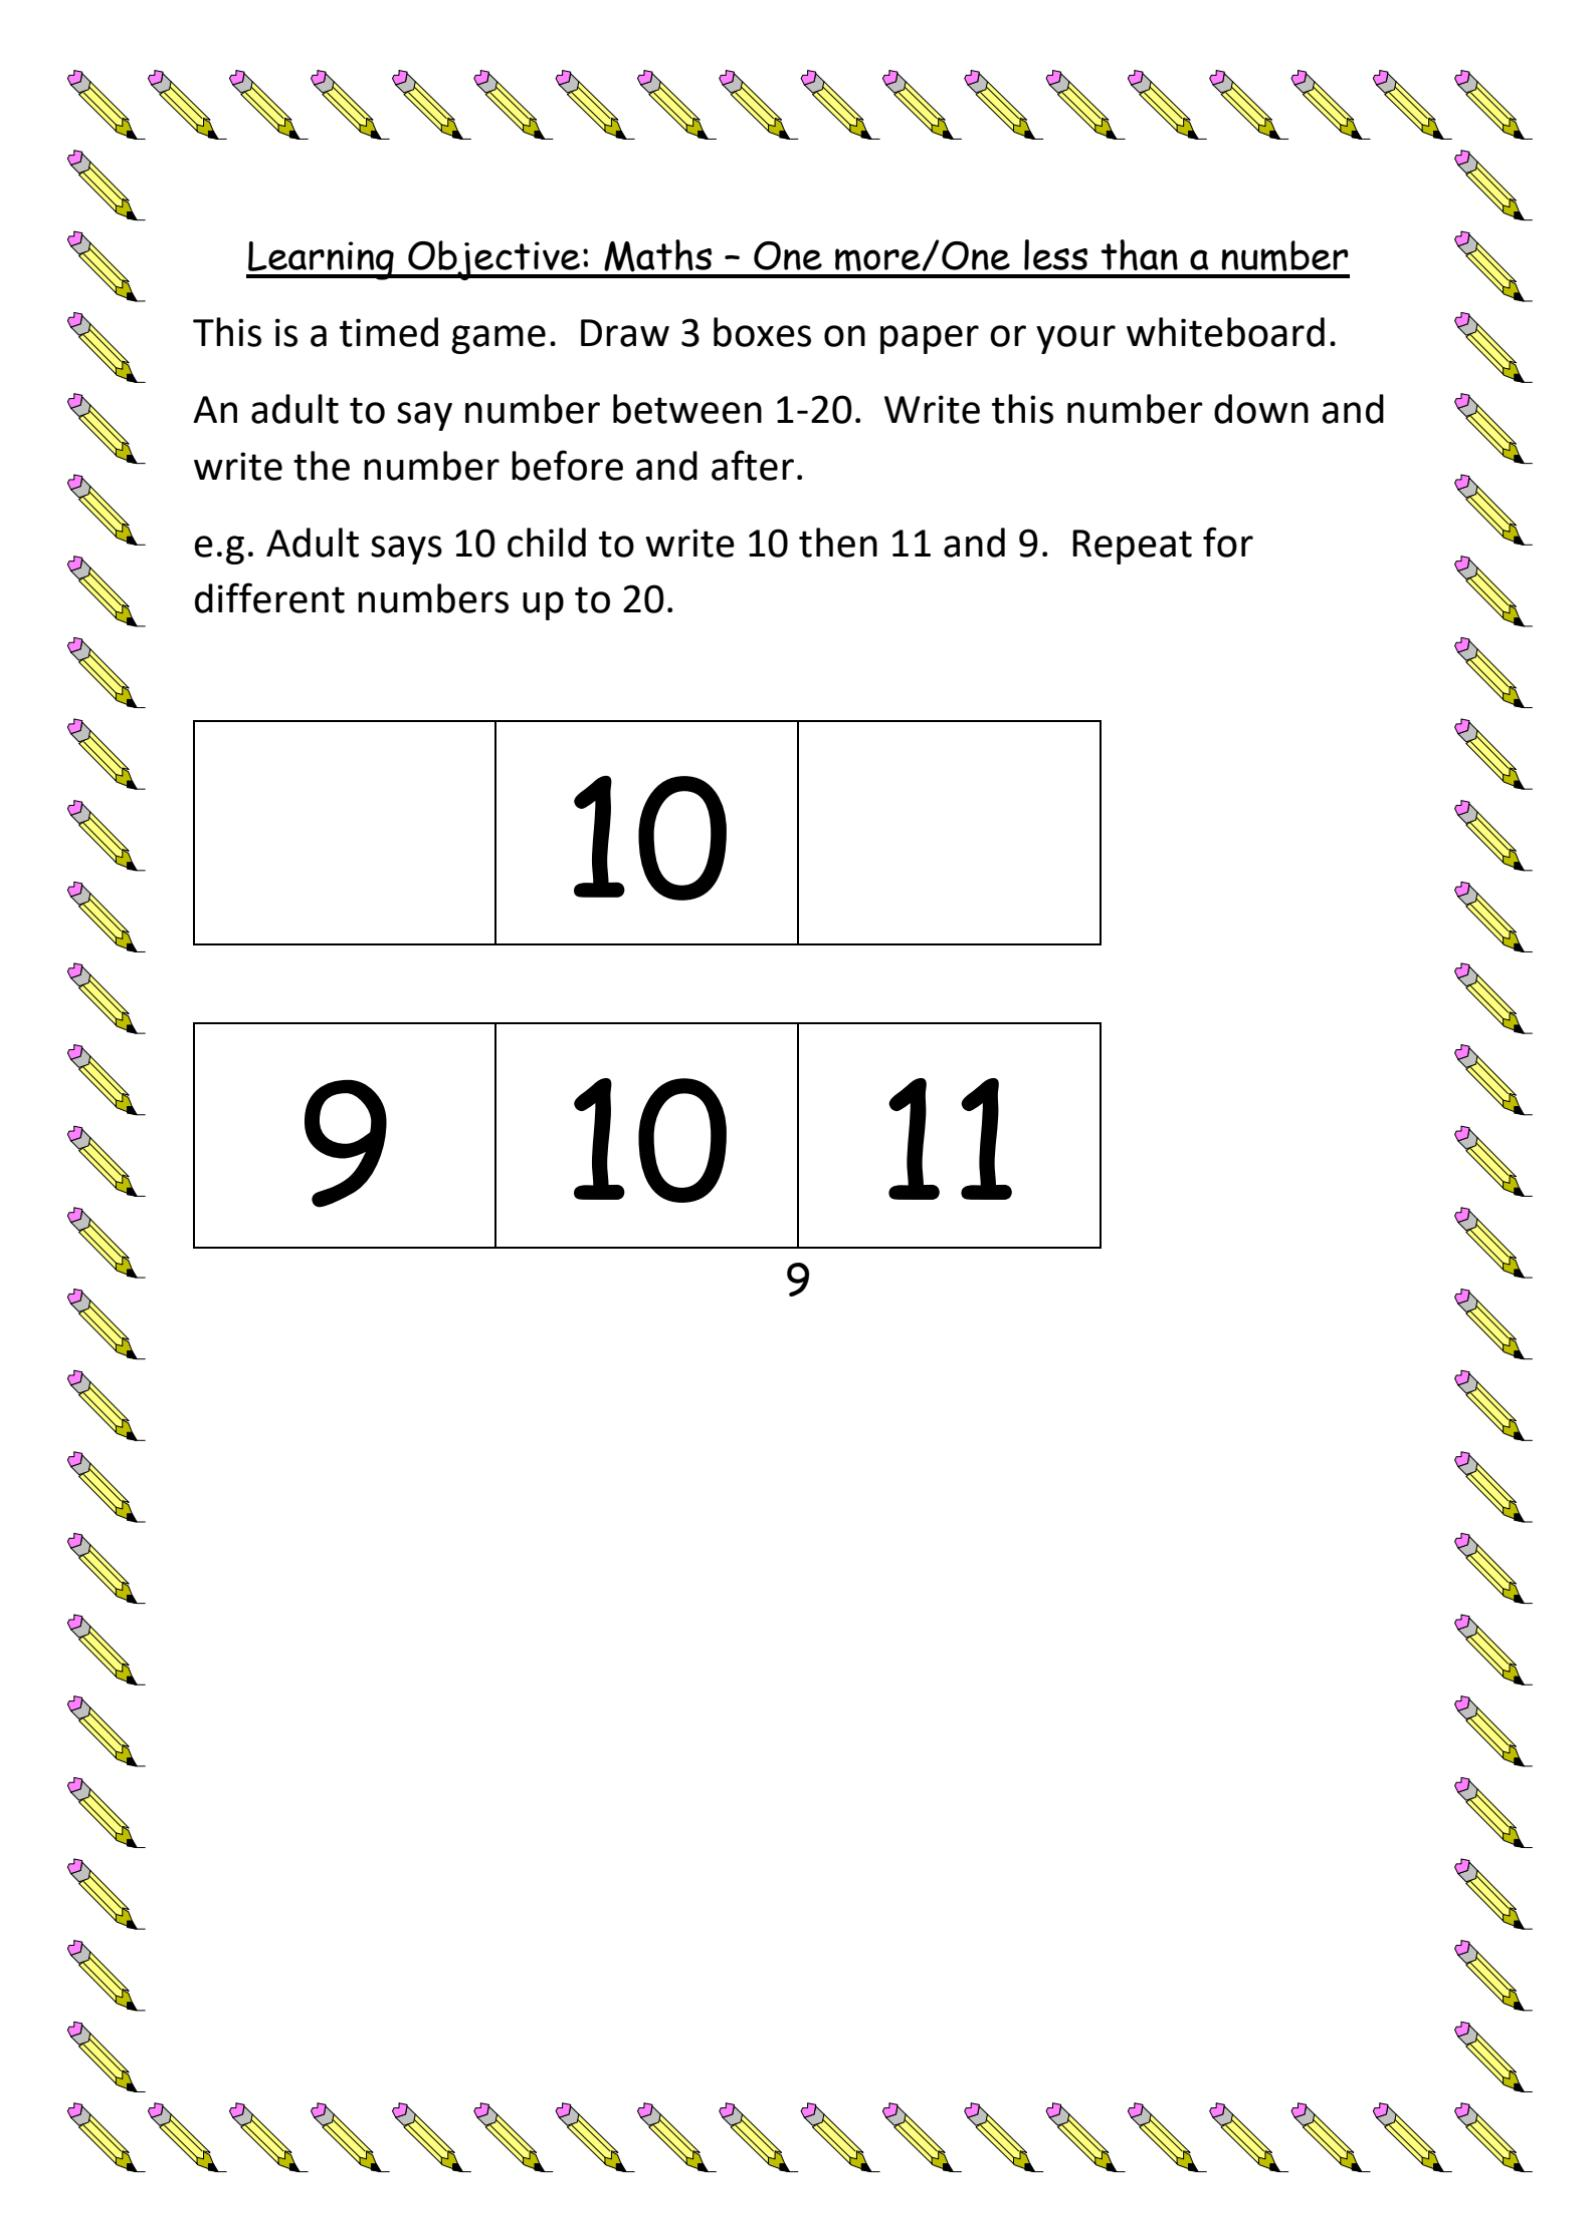 Learning Objective: Maths – One more/One less than a number
This is a timed game.  Draw 3 boxes on paper or your whiteboard.
An adult to say number between 1-20.  Write this number down and
write the number before and after.
e.g. Adult says 10 child to write 10 then 11 and 9.  Repeat for
different numbers up to 20.
10
9 10 11
9